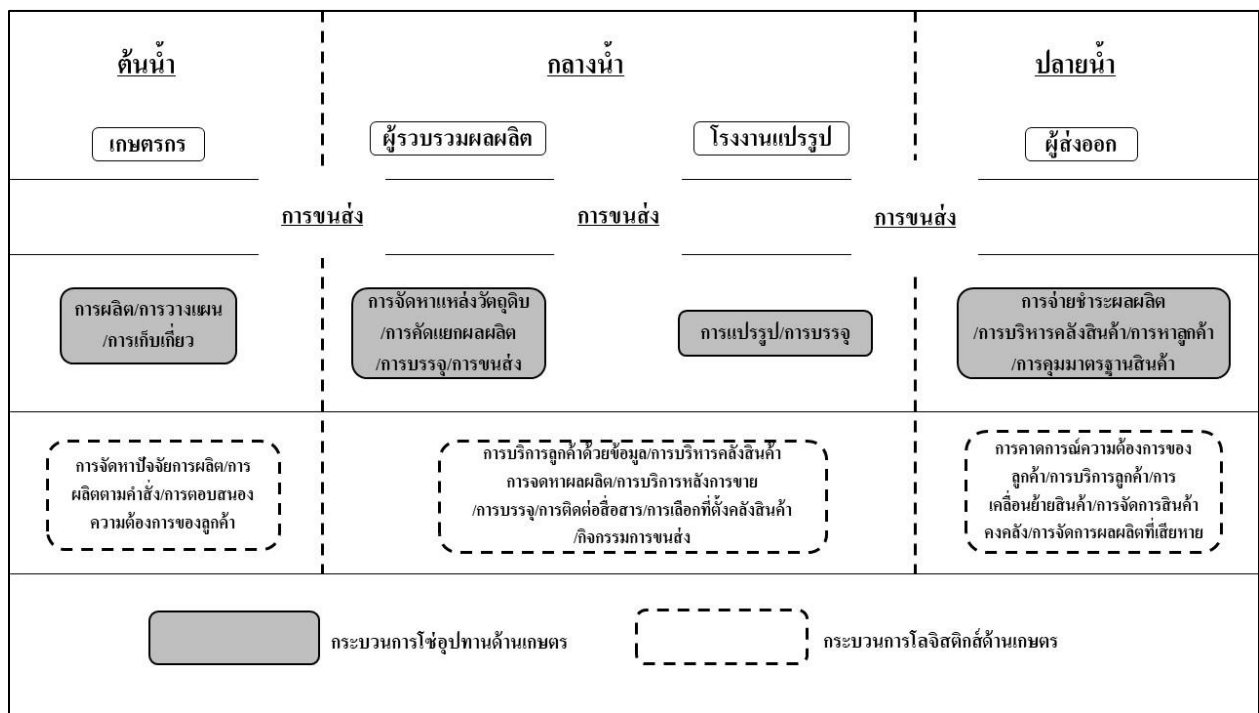 ต้นน้ำ
กลางน้ำ
ปลายน้ำ
เกษตรกร
ผู้รวบรวมผลผลิต
โรงงานแปรรูป
ผู้ส่งออก
การขนส่ง
การขนส่ง
การขนส่ง
การผลิต/การวางแผน
/การเก็บเกี่ยว
การจัดหาแหล่งวัตถุดิบ
/การคัดแยกผลผลิต
/การบรรจุ/การขนส่ง
การแปรรูป/การบรรจุ
การจ่ายชำระผลผลิต
/การบริหารคลังสินค้า/การหาลูกค้า
/การคุมมาตรฐานสินค้า
การจัดหาปัจจัยการผลิต/การ
ผลิตตามคำสั่ง/การตอบสนอง
ความต้องการของลูกค้า
การบริการลูกค้าด้วยข้อมูล/การบริหารคลังสินค้า
การจดหาผลผลิต/การบริการหลังการขาย
/การบรรจุ/การติดต่อสื่อสาร/การเลือกที่ตั้งคลังสินค้า
/กิจกรรมการขนส่ง
การคาดการณ์ความต้องการของ
ลูกค้า/การบริการลูกค้า/การ
เคลื่อนย้ายสินค้า/การจัดการสินค้า
คงคลัง/การจัดการผลผลิตที่เสียหาย
กระบวนการโซ่อุปทานด้านเกษตร
กระบวนการโลจิสติกส์ด้านเกษตร